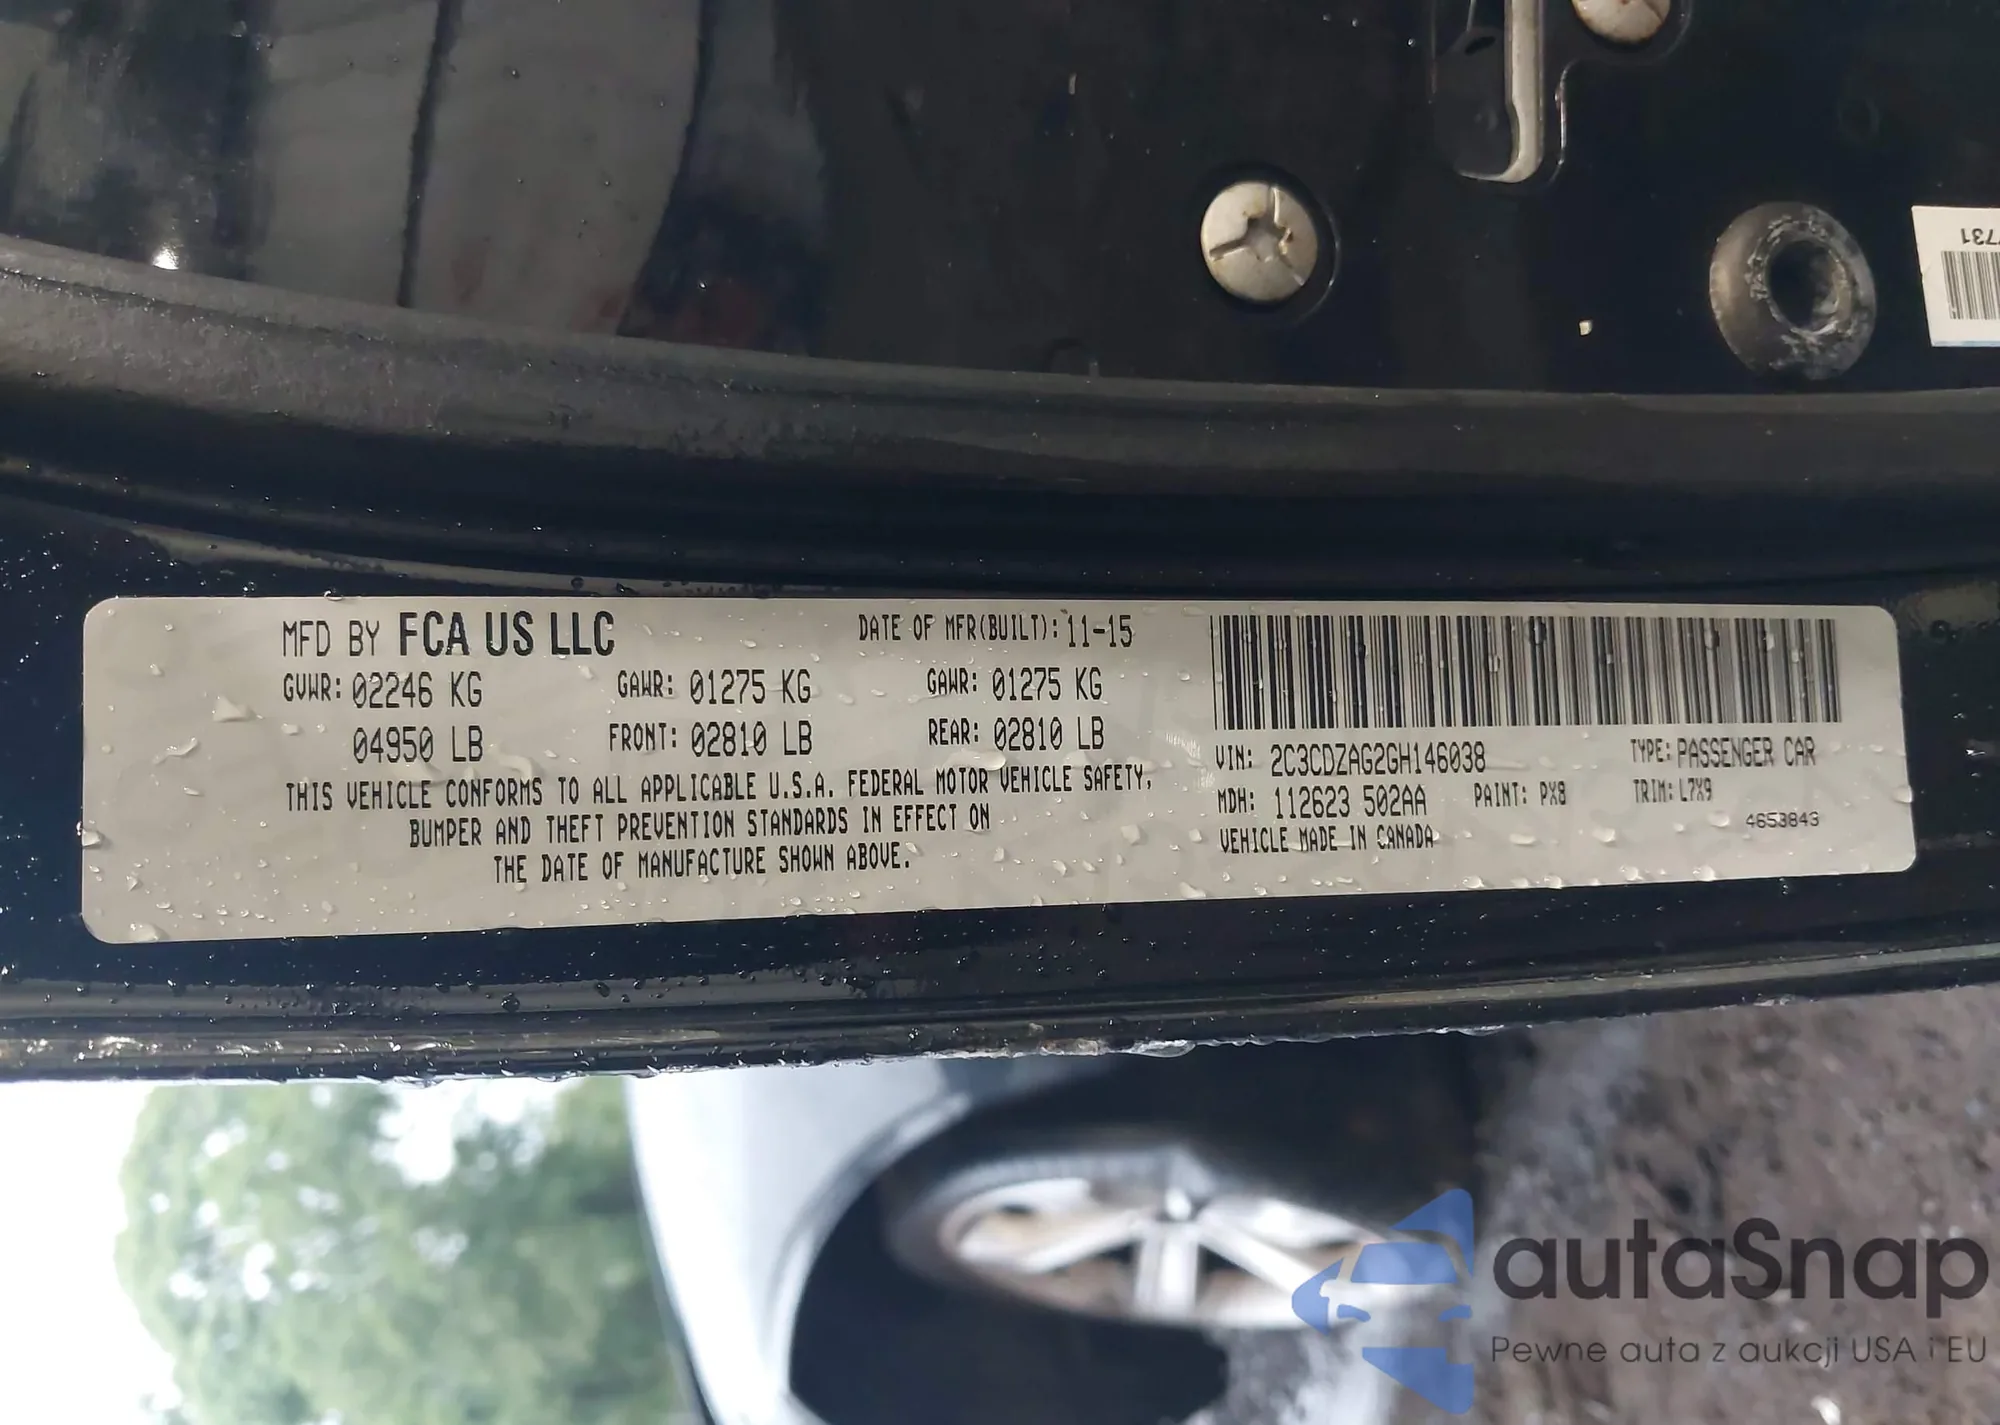 7731
MFD BY FCA US LLC
DATE OF MFR(BUILT): 11-15
GVWR: 02246 KG
GAWR: 01275 KG
GAWR: 01275 KG
04950 LB
FRONT: 02810 LB
REAR: 02810 LB
THIS VEHICLE CONFORMS TO ALL APPLICABLE U.S.A. FEDERAL MOTOR VEHICLE SAFETY,
BUMPER AND THEFT PREVENTION STANDARDS IN EFFECT ON
THE DATE OF MANUFACTURE SHOWN ABOVE.
VIN: 2C3CDZAG2GH146038
TYPE: PASSENGER CAR
MDH: 112623 502AA
PAINT: PX8
TRIM: L7X9
VEHICLE MADE IN CANADA
4653843
autaSnap
Pewne auta z aukcji USA i EU